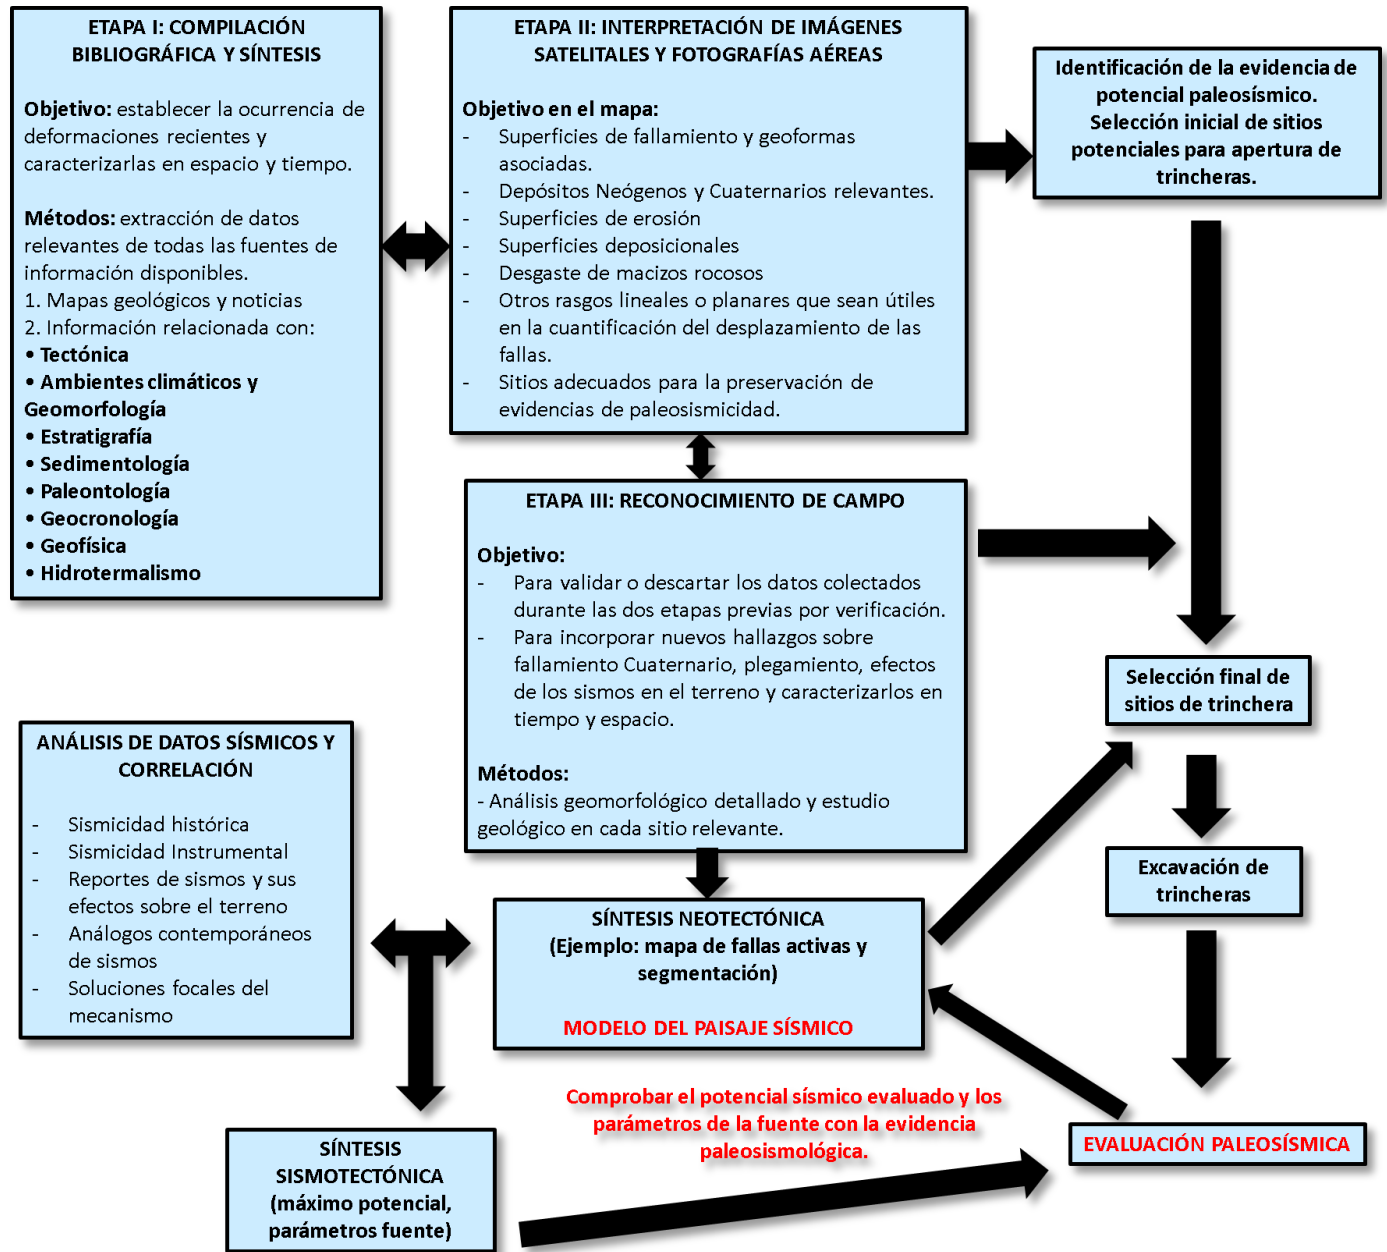 ETAPA I: COMPILACIÓN
BIBLIOGRÁFICA Y SÍNTESIS
Objetivo: establecer la ocurrencia de
deformaciones recientes y
caracterizarlas en espacio y tiempo.
Métodos: extracción de datos
relevantes de todas las fuentes de
información disponibles.
1. Mapas geológicos y noticias
2. Información relacionada con:
• Tectónica
• Ambientes climáticos y
Geomorfología
• Estratigrafía
• Sedimentología
• Paleontología
• Geocronología
• Geofísica
• Hidrotermalismo
ETAPA II: INTERPRETACIÓN DE IMÁGENES
SATELITALES Y FOTOGRAFÍAS AÉREAS
Objetivo en el mapa:
- Superficies de fallamiento y geoformas
asociadas.
- Depósitos Neógenos y Cuaternarios relevantes.
- Superficies de erosión
- Superficies deposicionales
- Desgaste de macizos rocosos
- Otros rasgos lineales o planares que sean útiles
en la cuantificación del desplazamiento de las
fallas.
- Sitios adecuados para la preservación de
evidencias de paleosismicidad.
Identificación de la evidencia de
potencial paleosísmico.
Selección inicial de sitios
potenciales para apertura de
trincheras.
ETAPA III: RECONOCIMIENTO DE CAMPO
Objetivo:
- Para validar o descartar los datos colectados
durante las dos etapas previas por verificación.
- Para incorporar nuevos hallazgos sobre
fallamiento Cuaternario, plegamiento, efectos
de los sismos en el terreno y caracterizarlos en
tiempo y espacio.
Métodos:
- Análisis geomorfológico detallado y estudio
geológico en cada sitio relevante.
Selección final de
sitios de trinchera
Excavación de
trincheras
ANÁLISIS DE DATOS SÍSMICOS Y
CORRELACIÓN
- Sismicidad histórica
- Sismicidad Instrumental
- Reportes de sismos y sus
efectos sobre el terreno
- Análogos contemporáneos
de sismos
- Soluciones focales del
mecanismo
SÍNTESIS NEOTECTÓNICA
(Ejemplo: mapa de fallas activas y
segmentación)
MODELO DEL PAISAJE SÍSMICO
Comprobar el potencial sísmico evaluado y los
parámetros de la fuente con la evidencia
paleosismológica.
EVALUACIÓN PALEOSÍSMICA
SÍNTESIS
SISMOTECTÓNICA
(máximo potencial,
parámetros fuente)